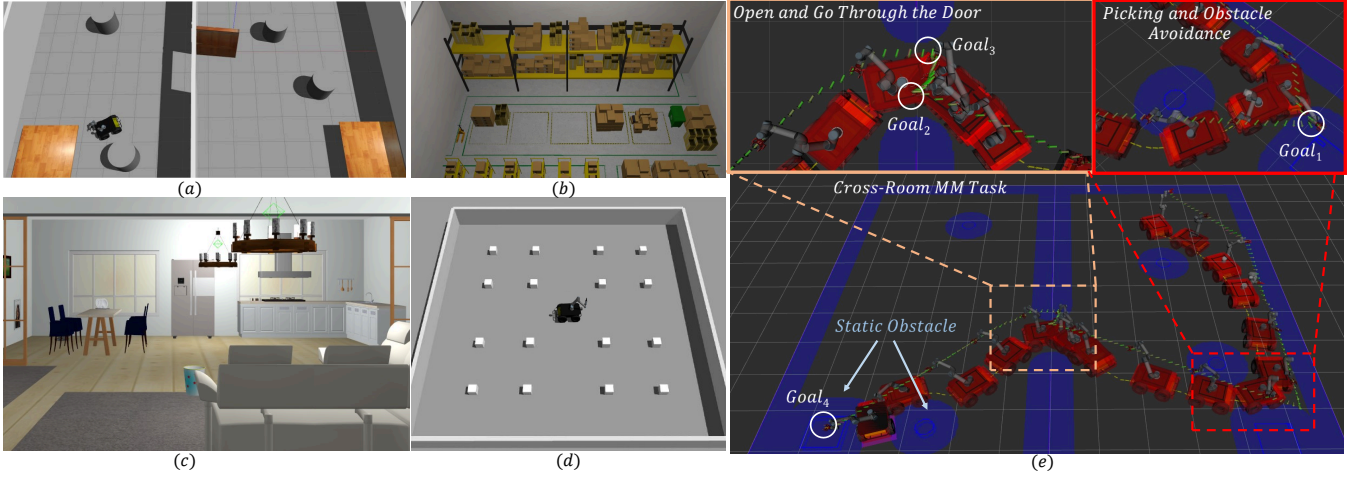 (a)
(b)
(c)
(d)
Open and Go Through the Door
Goal₃
Goal₂
Picking and Obstacle
Avoidance
Goal₁
Cross-Room MM Task
Static Obstacle
Goal₄
(e)